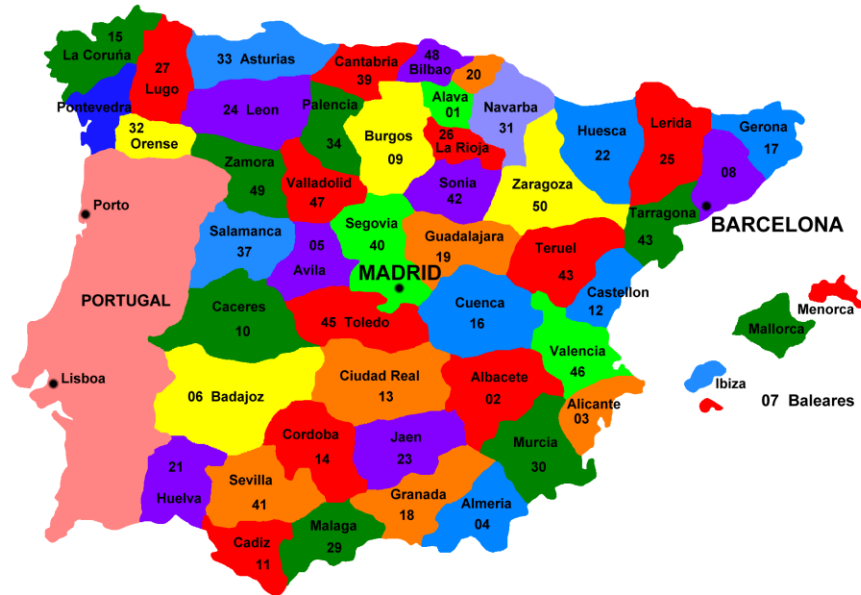 15
La Coruña
27
Lugo
33 Asturias
Cantabria
39
48
Bilbao
20
Pontevedra
24 Leon
Palencia
34
Alava
01
Navarba
31
32
Orense
Burgos
09
26
La Rioja
Huesca
22
Lerida
25
Gerona
17
08
Zamora
49
Valladolid
47
Sonia
42
Zaragoza
50
Tarragona
43
BARCELONA
Porto
Salamanca
37
05
Avila
Segovia
40
Guadalajara
19
Teruel
43
MADRID
Castellon
12
Menorca
Mallorca
PORTUGAL
Caceres
10
45 Toledo
Cuenca
16
Valencia
46
Lisboa
06 Badajoz
Ciudad Real
13
Albacete
02
Alicante
03
Ibiza
07 Baleares
21
Huelva
Sevilla
41
Cordoba
14
Jaen
23
Murcia
30
Granada
18
Almeria
04
Cadiz
11
Malaga
29